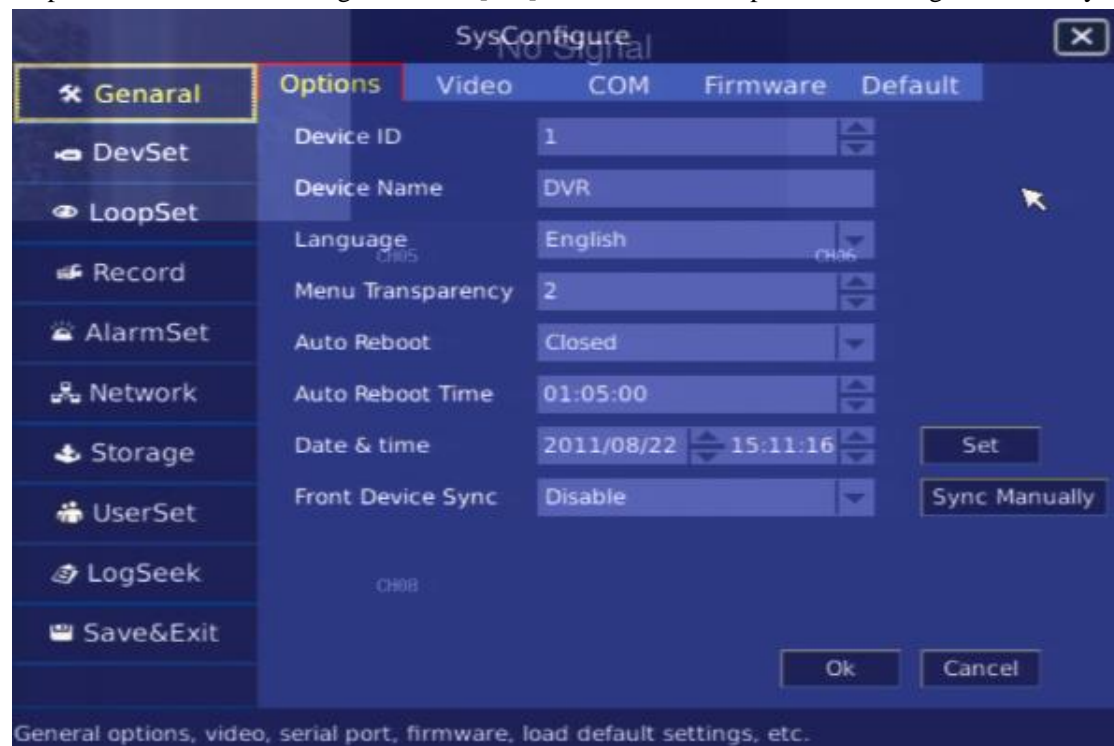 SysConfigure
No Signal
Genaral
DevSet
LoopSet
Record
AlarmSet
Network
Storage
UserSet
LogSeek
Save&Exit
Options Video COM Firmware Default
Device ID 1
Device Name DVR
Language English
CH05 CH06
Menu Transparency 2
Auto Reboot Closed
Auto Reboot Time 01:05:00
Date & time 2011/08/22 15:11:16 Set
Front Device Sync Disable Sync Manually
CH08
Ok Cancel
General options, video, serial port, firmware, load default settings, etc.